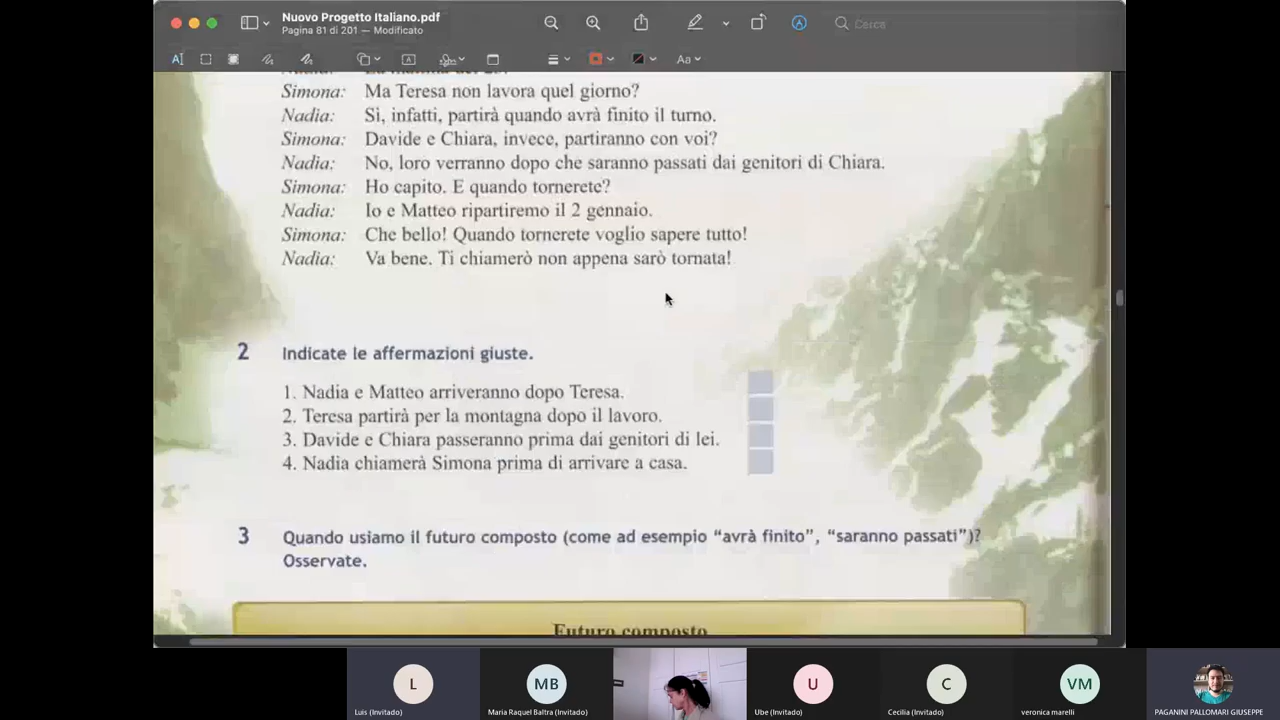 Nuovo Progetto Italiano.pdf
Pagina 81 di 201 — Modificato
Cerca
Simona: Ma Teresa non lavora quel giorno?
Nadia: Sì, infatti, partirà quando avrà finito il turno.
Simona: Davide e Chiara, invece, partiranno con voi?
Nadia: No, loro verranno dopo che saranno passati dai genitori di Chiara.
Simona: Ho capito. E quando tornerete?
Nadia: Io e Matteo ripartiremo il 2 gennaio.
Simona: Che bello! Quando tornerete voglio sapere tutto!
Nadia: Va bene. Ti chiamerò non appena sarò tornata!
2 Indicate le affermazioni giuste.
1. Nadia e Matteo arriveranno dopo Teresa.
2. Teresa partirà per la montagna dopo il lavoro.
3. Davide e Chiara passeranno prima dai genitori di lei.
4. Nadia chiamerà Simona prima di arrivare a casa.
3 Quando usiamo il futuro composto (come ad esempio “avrà finito”, “saranno passati”)?
Osservate.
Futuro composto
L MB U C VM
Luis (Invitado) Maria Raquel Baltra (Invitado) Ube (Invitado) Cecilia (Invitado) veronica marelli PAGANINI PALLOMARI GIUSEPPE